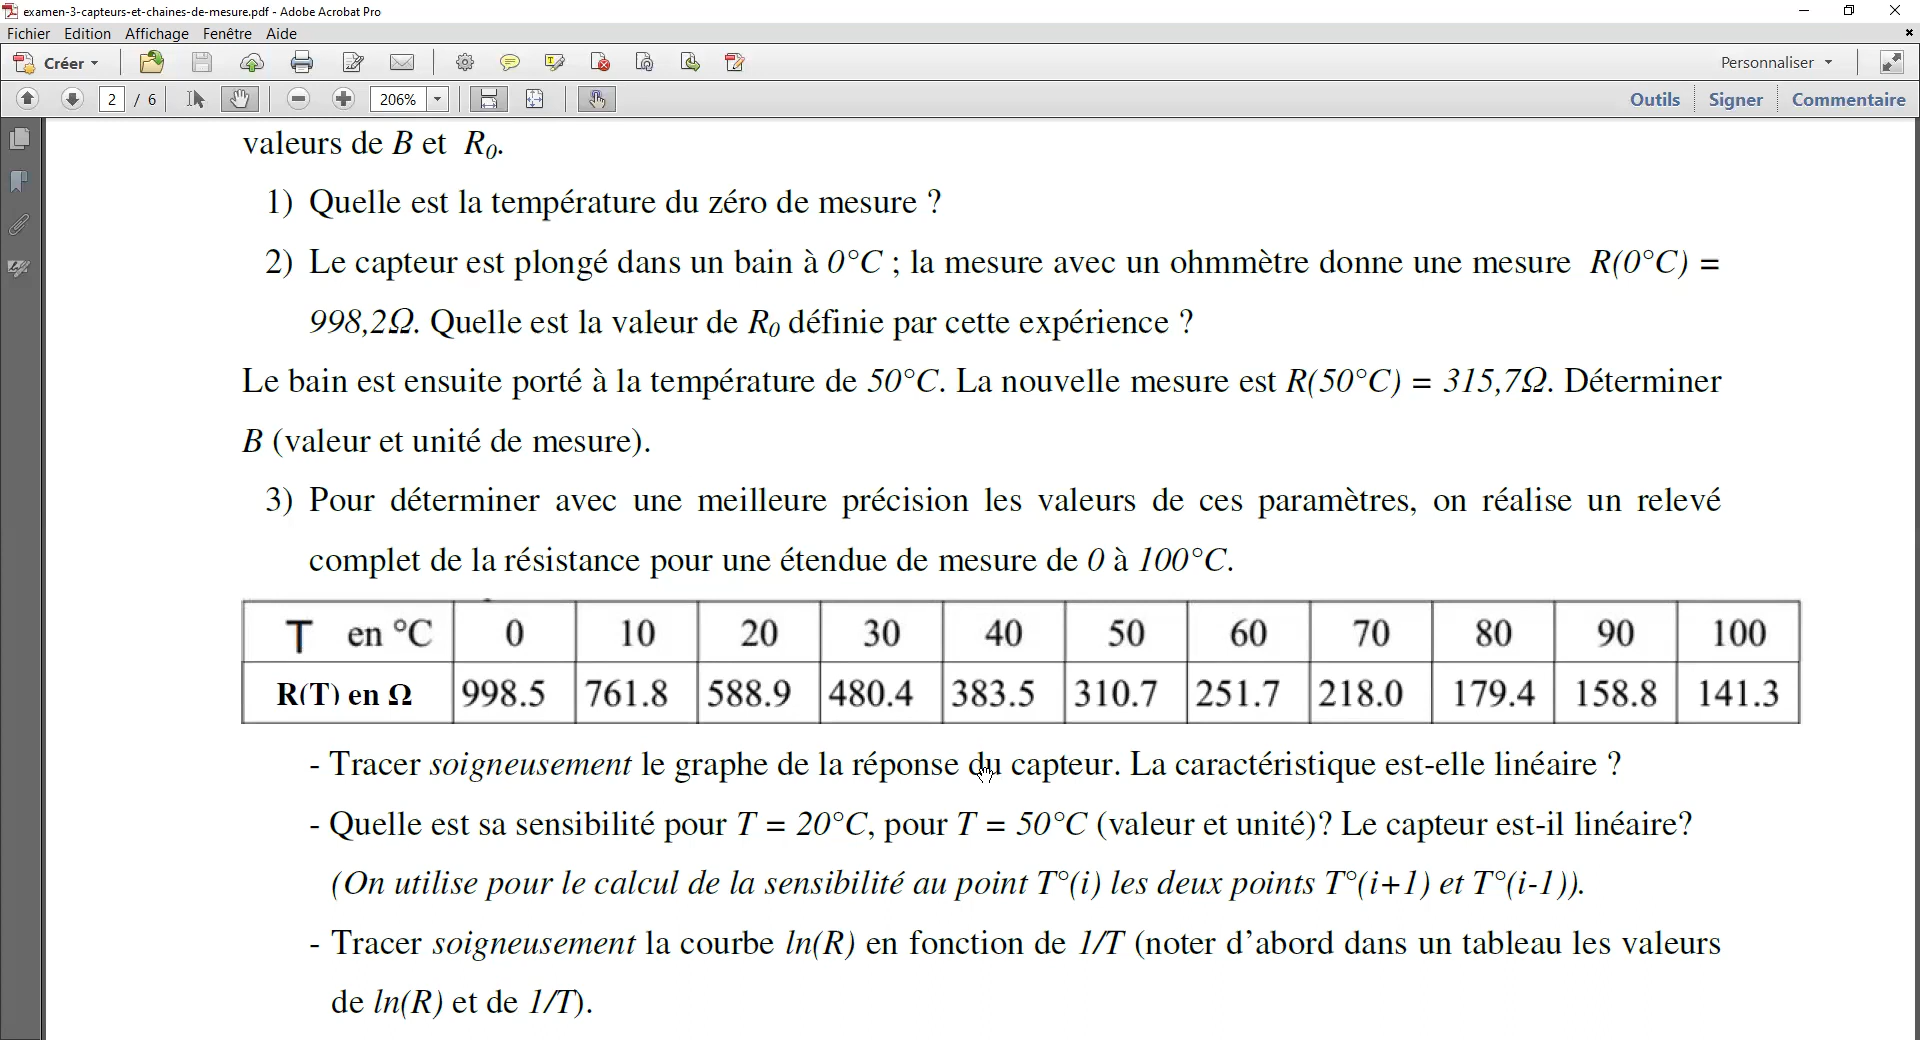 examen-3-capteurs-et-chaines-de-mesure.pdf - Adobe Acrobat Pro
Fichier Edition Affichage Fenêtre Aide
Créer Personnaliser
2 / 6 206% Outils Signer Commentaire
valeurs de B et R0.
1) Quelle est la température du zéro de mesure ?
2) Le capteur est plongé dans un bain à 0°C ; la mesure avec un ohmmètre donne une mesure R(0°C) =
998,2Ω. Quelle est la valeur de R0 définie par cette expérience ?
Le bain est ensuite porté à la température de 50°C. La nouvelle mesure est R(50°C) = 315,7Ω. Déterminer
B (valeur et unité de mesure).
3) Pour déterminer avec une meilleure précision les valeurs de ces paramètres, on réalise un relevé
complet de la résistance pour une étendue de mesure de 0 à 100°C.
T en °C 0 10 20 30 40 50 60 70 80 90 100
R(T) en Ω 998.5 761.8 588.9 480.4 383.5 310.7 251.7 218.0 179.4 158.8 141.3
- Tracer soigneusement le graphe de la réponse du capteur. La caractéristique est-elle linéaire ?
- Quelle est sa sensibilité pour T = 20°C, pour T = 50°C (valeur et unité)? Le capteur est-il linéaire?
(On utilise pour le calcul de la sensibilité au point T°(i) les deux points T°(i+1) et T°(i-1)).
- Tracer soigneusement la courbe ln(R) en fonction de 1/T (noter d'abord dans un tableau les valeurs
de ln(R) et de 1/T).